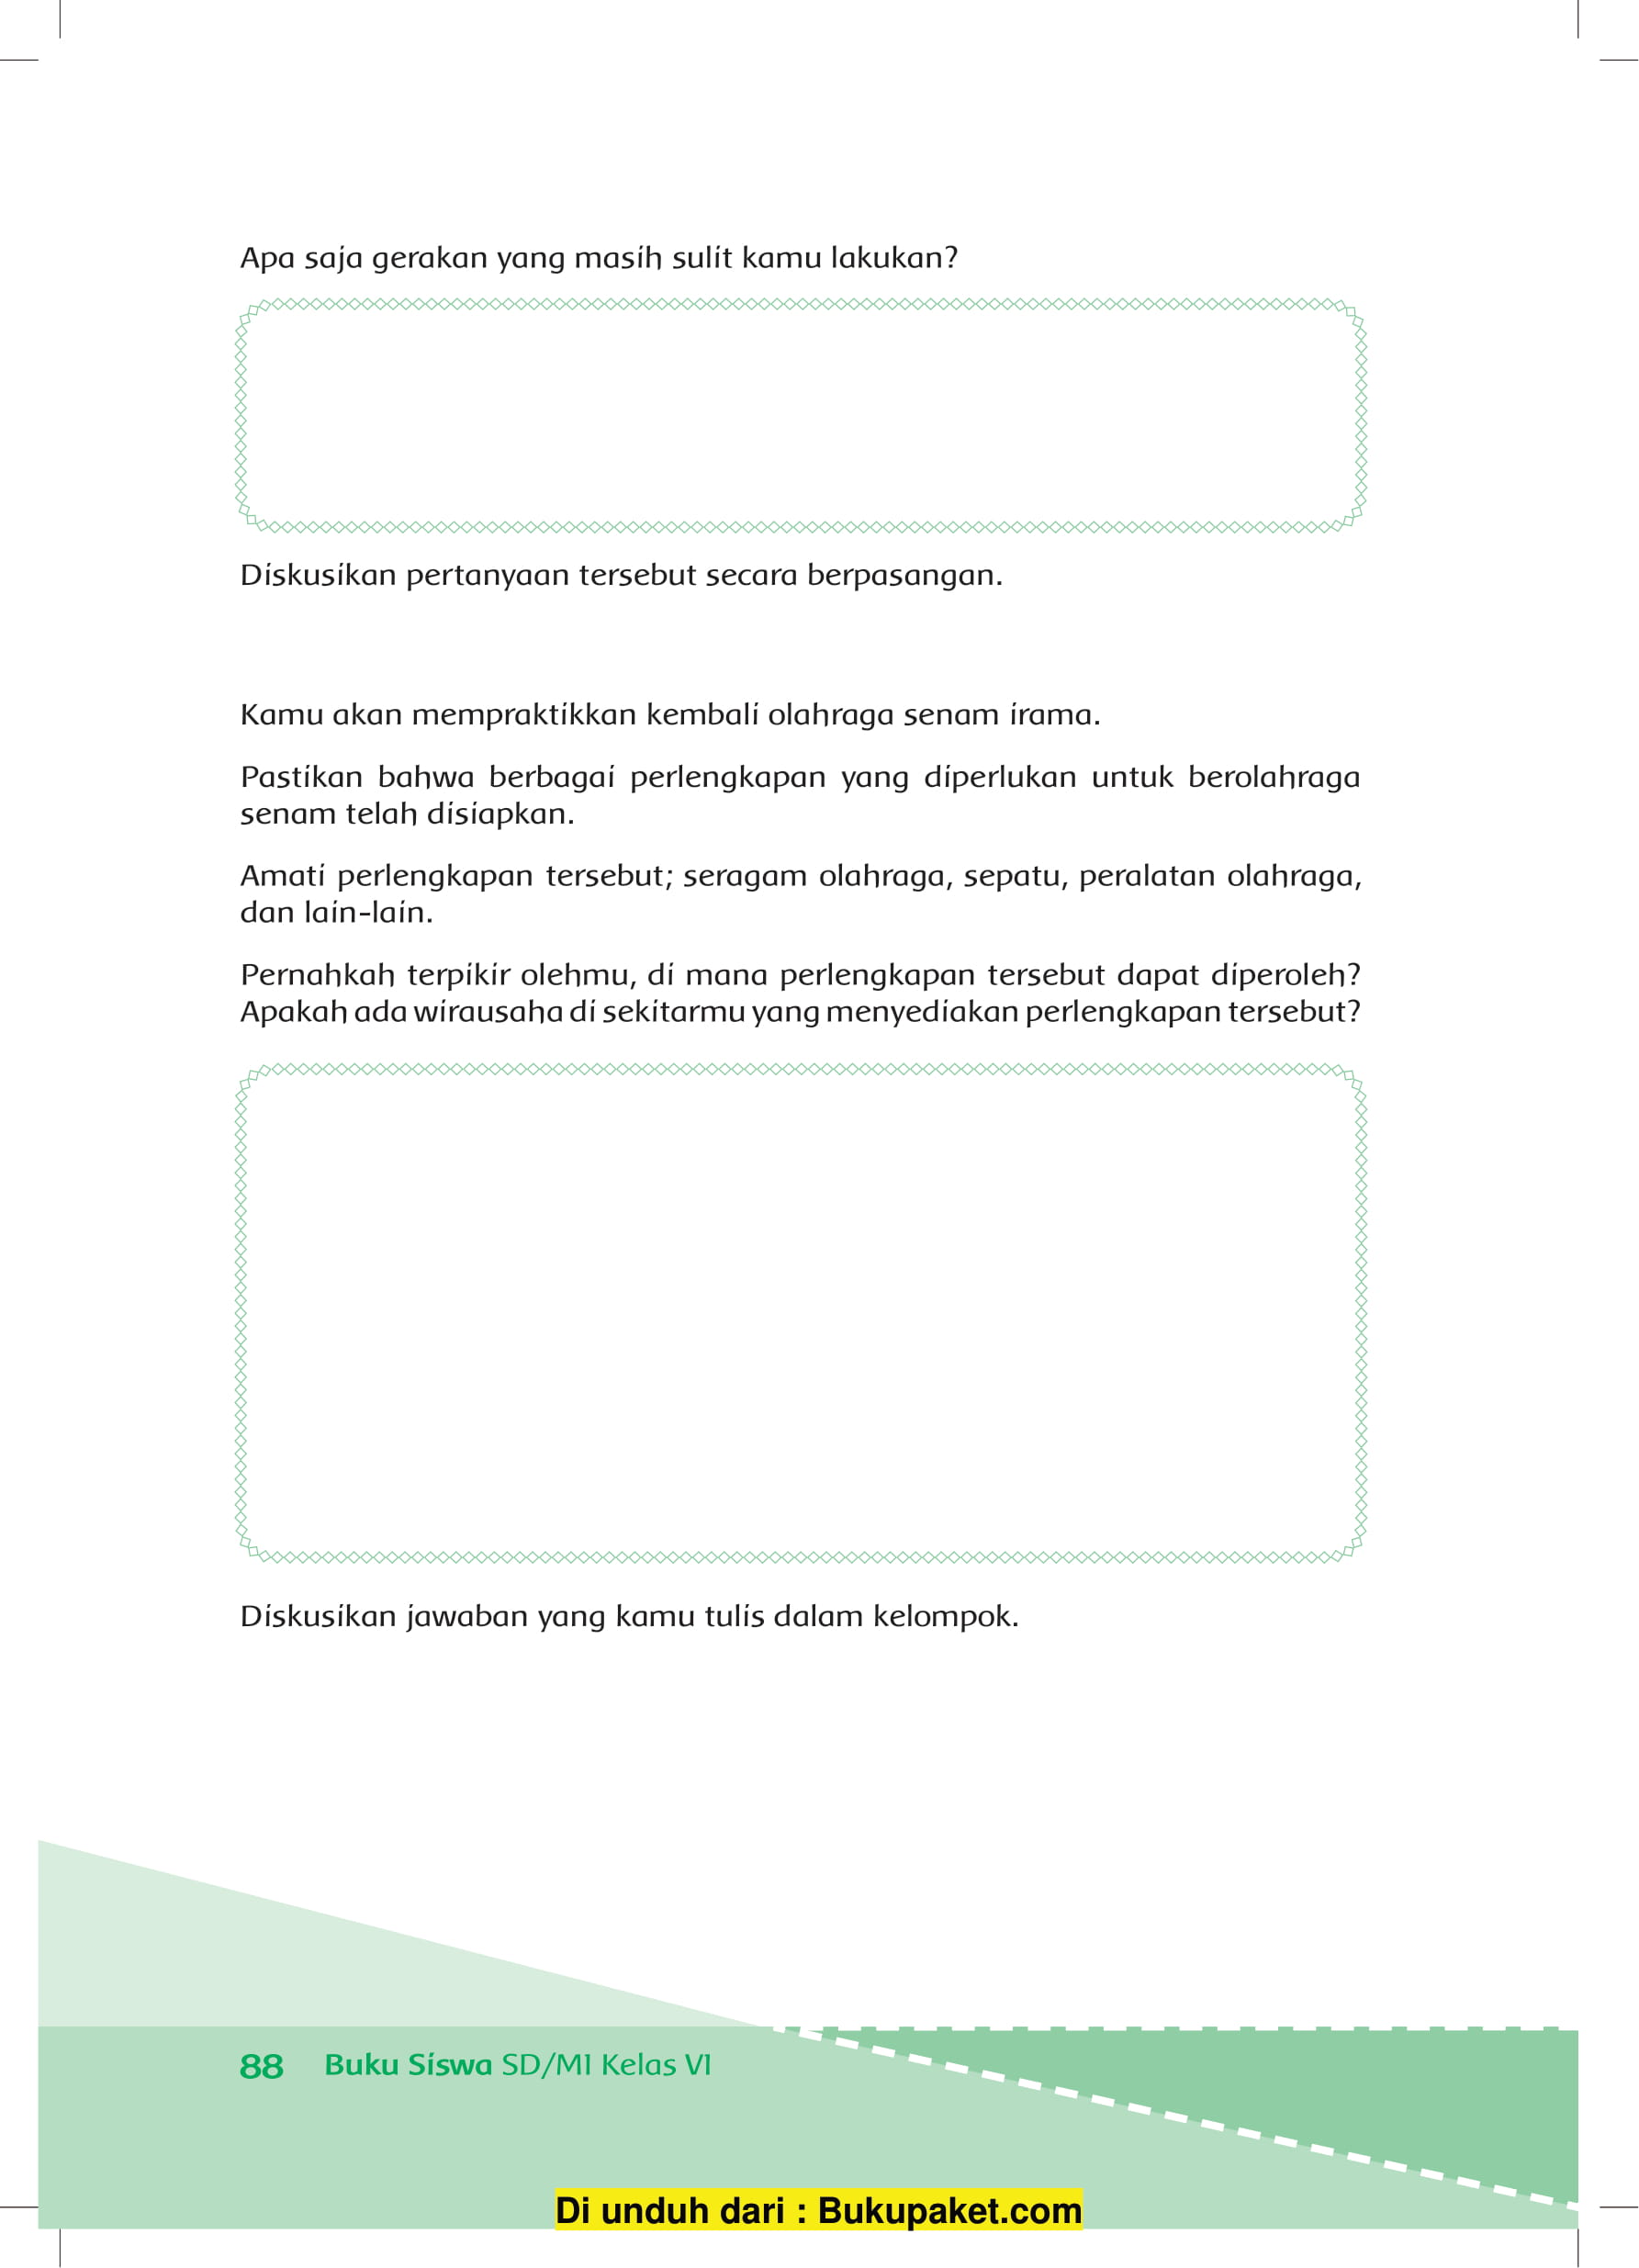 Apa saja gerakan yang masih sulit kamu lakukan?
Diskusikan pertanyaan tersebut secara berpasangan.
Kamu akan mempraktikkan kembali olahraga senam irama.
Pastikan bahwa berbagai perlengkapan yang diperlukan untuk berolahraga
senam telah disiapkan.
Amati perlengkapan tersebut; seragam olahraga, sepatu, peralatan olahraga,
dan lain-lain.
Pernahkah terpikir olehmu, di mana perlengkapan tersebut dapat diperoleh?
Apakah ada wirausaha di sekitarmu yang menyediakan perlengkapan tersebut?
Diskusikan jawaban yang kamu tulis dalam kelompok.
88 Buku Siswa SD/MI Kelas VI
Di unduh dari : Bukupaket.com